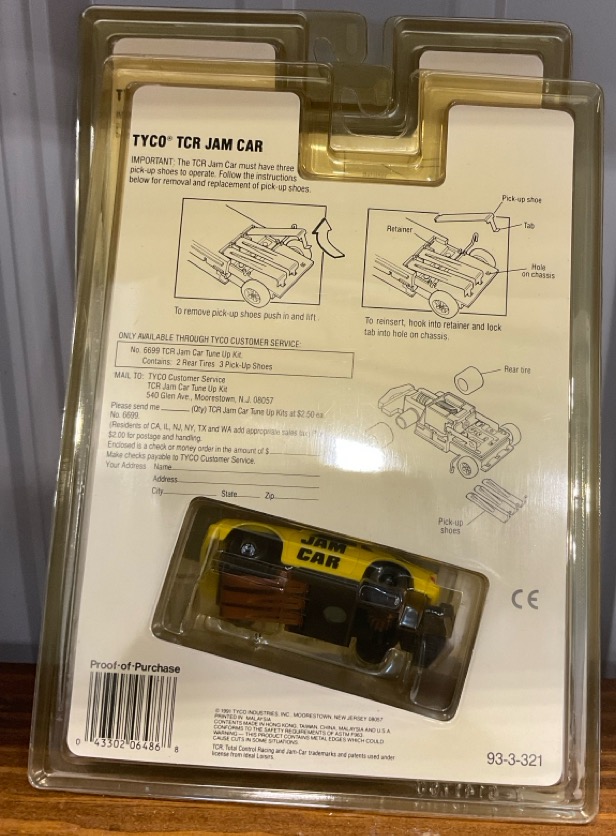 TYCO® TCR JAM CAR
IMPORTANT: The TCR Jam Car must have three
pick-up shoes to operate. Follow the instructions
below for removal and replacement of pick-up shoes.
Pick-up shoe
Tab
Retainer
Hole
on chassis
To remove pick-up shoes push in and lift.
To reinsert, hook into retainer and lock
tab into hole on chassis.
ONLY AVAILABLE THROUGH TYCO CUSTOMER SERVICE:
No. 6699 TCR Jam Car Tune Up Kit.
Contains: 2 Rear Tires 3 Pick-Up Shoes
Rear tire
MAIL TO: TYCO Customer Service
TCR Jam Car Tune Up Kit
540 Glen Ave., Moorestown, N.J. 08057
Please send me ____ (Qty) TCR Jam Car Tune Up Kits at $2.50 ea.
No. 6699.
(Residents of CA, IL, NJ, NY, TX and WA add appropriate sales
$2.00 for postage and handling.
Enclosed is a check or money order in the amount of $
Make checks payable to TYCO Customer Service.
Your Address Name
Address
City State Zip
Pick-up
shoes
JAM
CAR
CE
Proof-of-Purchase
0 43302 06486 8
© 1991 TYCO INDUSTRIES, INC., MOORESTOWN, NEW JERSEY 08057
PRINTED IN MALAYSIA
CONTENTS MADE IN HONG KONG, TAIWAN, CHINA, MALAYSIA AND U.S.A.
CONFORMS TO THE SAFETY REQUIREMENTS OF ASTM F963
WARNING — THIS PRODUCT CONTAINS METAL EDGES WHICH COULD
CAUSE CUTS IN SOME SITUATIONS
TCR, Total Control Racing and Jam-Car trademarks and patents used under
license from Ideal Loisirs.
93-3-321